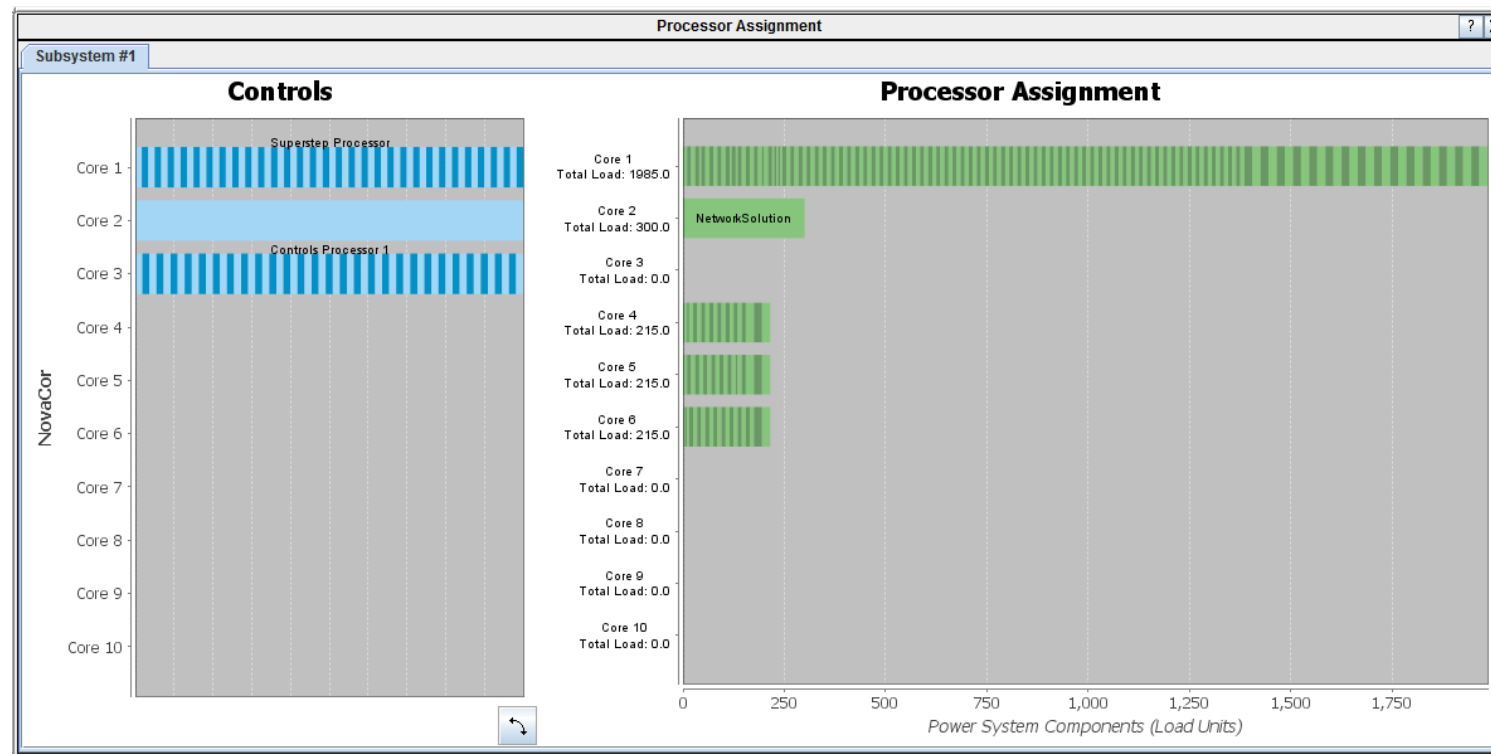 Processor Assignment
?
Subsystem #1
Controls
Processor Assignment
Superstep Processor
Core 1
Core 2
Controls Processor 1
Core 3
Core 4
Core 5
Core 6
Core 7
Core 8
Core 9
Core 10
NovaCor
Core 1
Total Load: 1985.0
Core 2
Total Load: 300.0
NetworkSolution
Core 3
Total Load: 0.0
Core 4
Total Load: 215.0
Core 5
Total Load: 215.0
Core 6
Total Load: 215.0
Core 7
Total Load: 0.0
Core 8
Total Load: 0.0
Core 9
Total Load: 0.0
Core 10
Total Load: 0.0
0 250 500 750 1,000 1,250 1,500 1,750
Power System Components (Load Units)